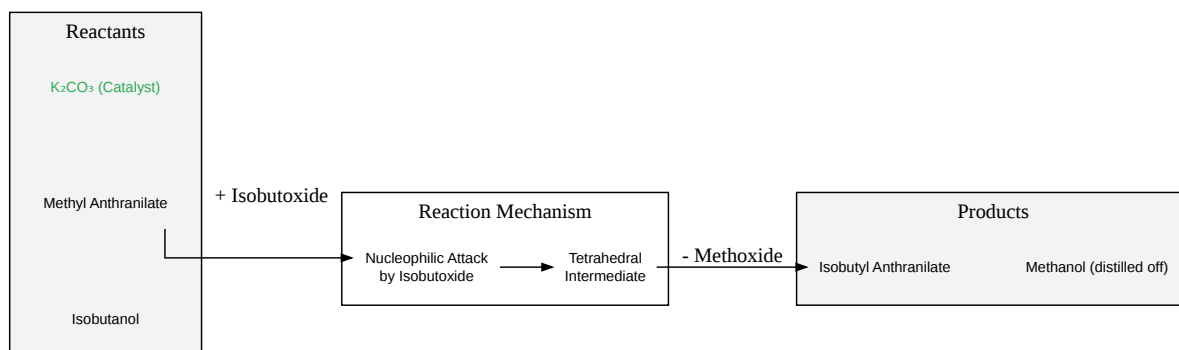 Reactants
K₂CO₃ (Catalyst)
Methyl Anthranilate
Isobutanol
+ Isobutoxide
Reaction Mechanism
Nucleophilic Attack
by Isobutoxide
Tetrahedral
Intermediate
- Methoxide
Products
Isobutyl Anthranilate
Methanol (distilled off)